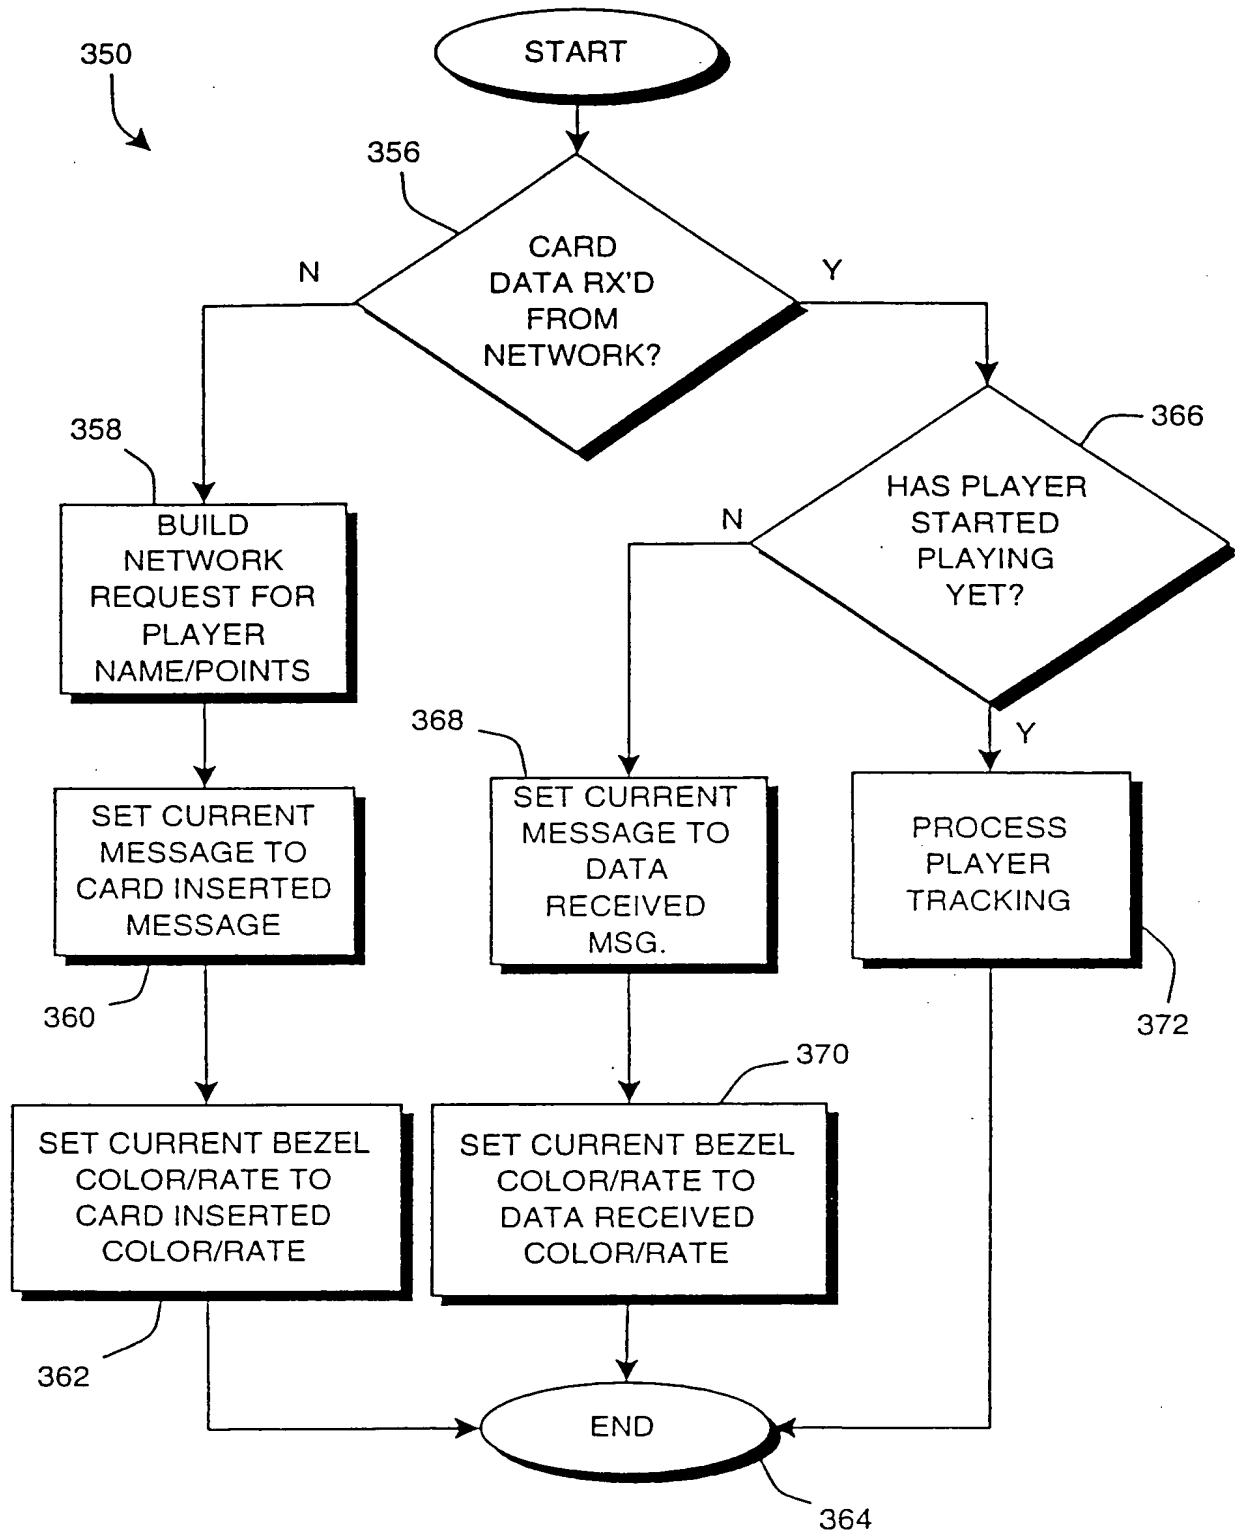 350
START
356
CARD
DATA RX'D
FROM
NETWORK?
N
Y
358
BUILD
NETWORK
REQUEST FOR
PLAYER
NAME/POINTS
366
HAS PLAYER
STARTED
PLAYING
YET?
N
Y
368
SET CURRENT
MESSAGE TO
CARD INSERTED
MESSAGE
360
SET CURRENT
MESSAGE TO
DATA
RECEIVED
MSG.
PROCESS
PLAYER
TRACKING
372
370
SET CURRENT BEZEL
COLOR/RATE TO
CARD INSERTED
COLOR/RATE
362
SET CURRENT BEZEL
COLOR/RATE TO
DATA RECEIVED
COLOR/RATE
END
364